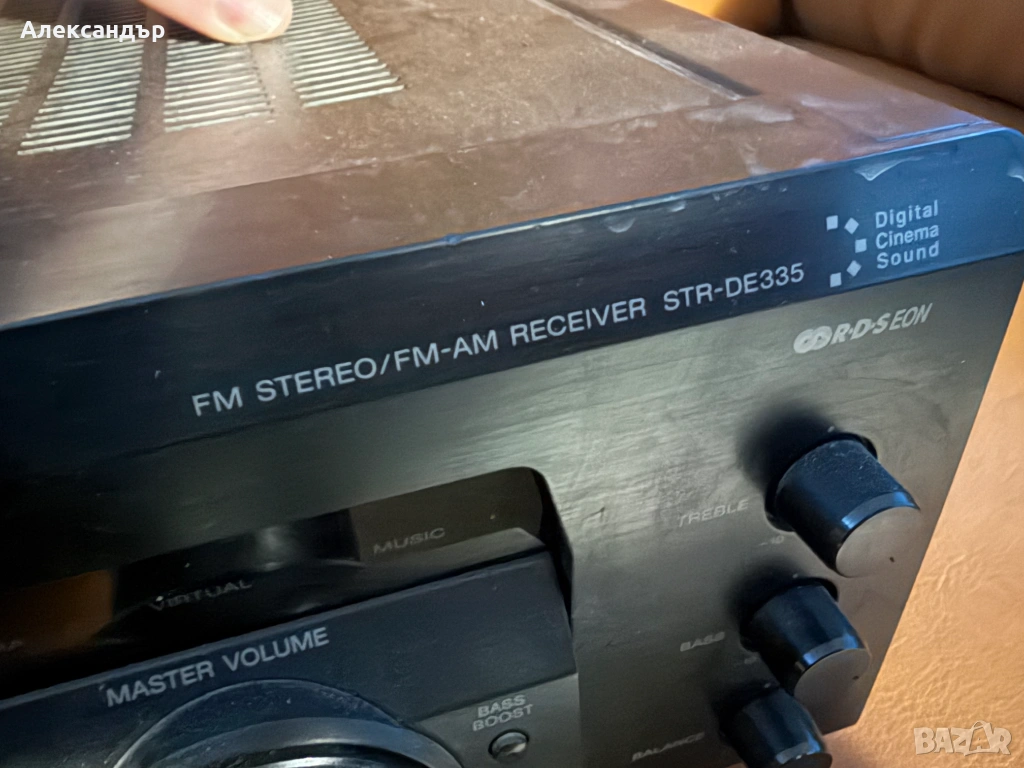 Александър
Digital
Cinema
Sound
FM STEREO/FM-AM RECEIVER STR-DE335
R·D·S EON
TREBLE
MUSIC
VIRTUAL
MASTER VOLUME
BASS
BASS
BOOST
BALANCE
BAZAR